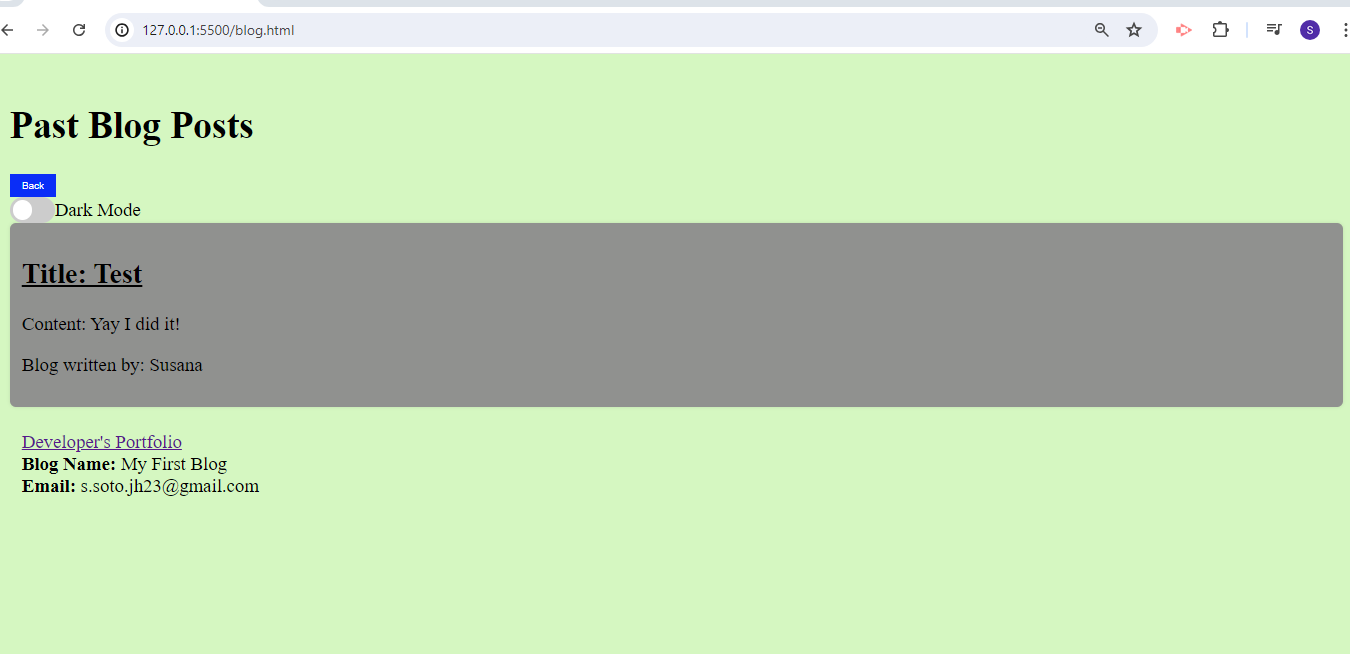 127.0.0.1:5500/blog.html
S
Past Blog Posts
Back
Dark Mode
Title: Test
Content: Yay I did it!
Blog written by: Susana
Developer's Portfolio
Blog Name: My First Blog
Email: s.soto.jh23@gmail.com